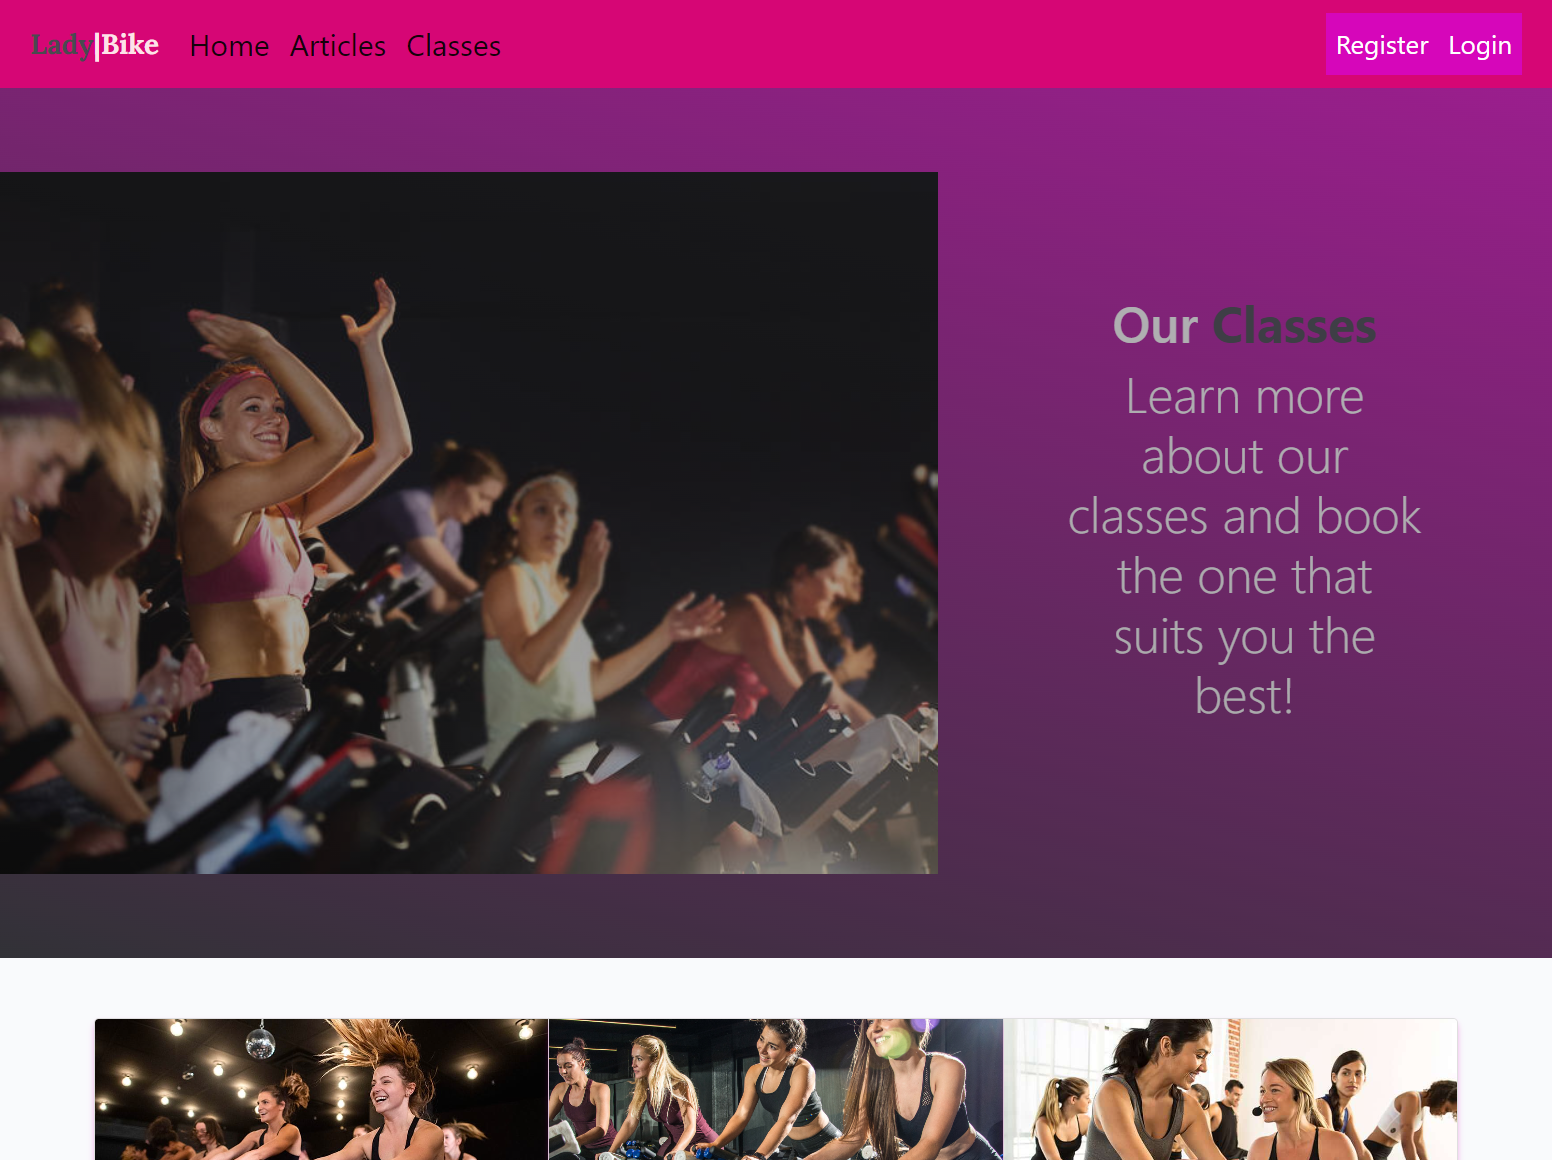 Lady|Bike Home Articles Classes Register Login
Our Classes
Learn more
about our
classes and book
the one that
suits you the
best!